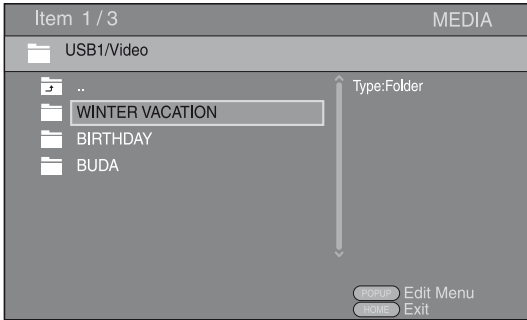 Item 1/3 MEDIA
USB1/Video
..
Type:Folder
WINTER VACATION
BIRTHDAY
BUDA
POPUP Edit Menu
HOME Exit